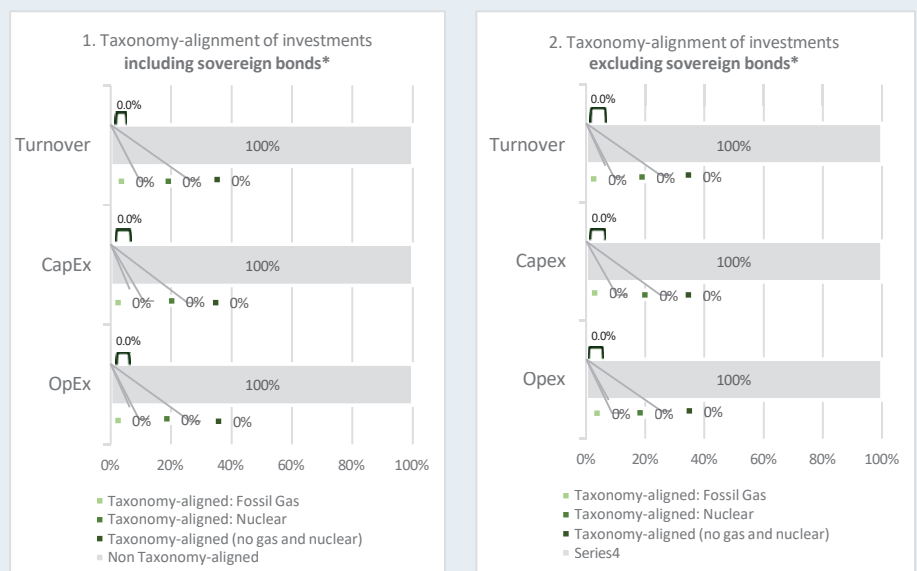 1. Taxonomy-alignment of investments
including sovereign bonds*
0.0%
Turnover
100%
0%
0%
0%
0.0%
CapEx
100%
0%
0%
0%
0.0%
OpEx
100%
0%
0%
0%
0%
20%
40%
60%
80%
100%
Taxonomy-aligned: Fossil Gas
Taxonomy-aligned: Nuclear
Taxonomy-aligned (no gas and nuclear)
Non Taxonomy-aligned
2. Taxonomy-alignment of investments
excluding sovereign bonds*
0.0%
Turnover
100%
0%
0%
0%
0.0%
Capex
100%
0%
0%
0%
0.0%
Opex
100%
0%
0%
0%
0%
20%
40%
60%
80%
100%
Taxonomy-aligned: Fossil Gas
Taxonomy-aligned: Nuclear
Taxonomy-aligned (no gas and nuclear)
Series4